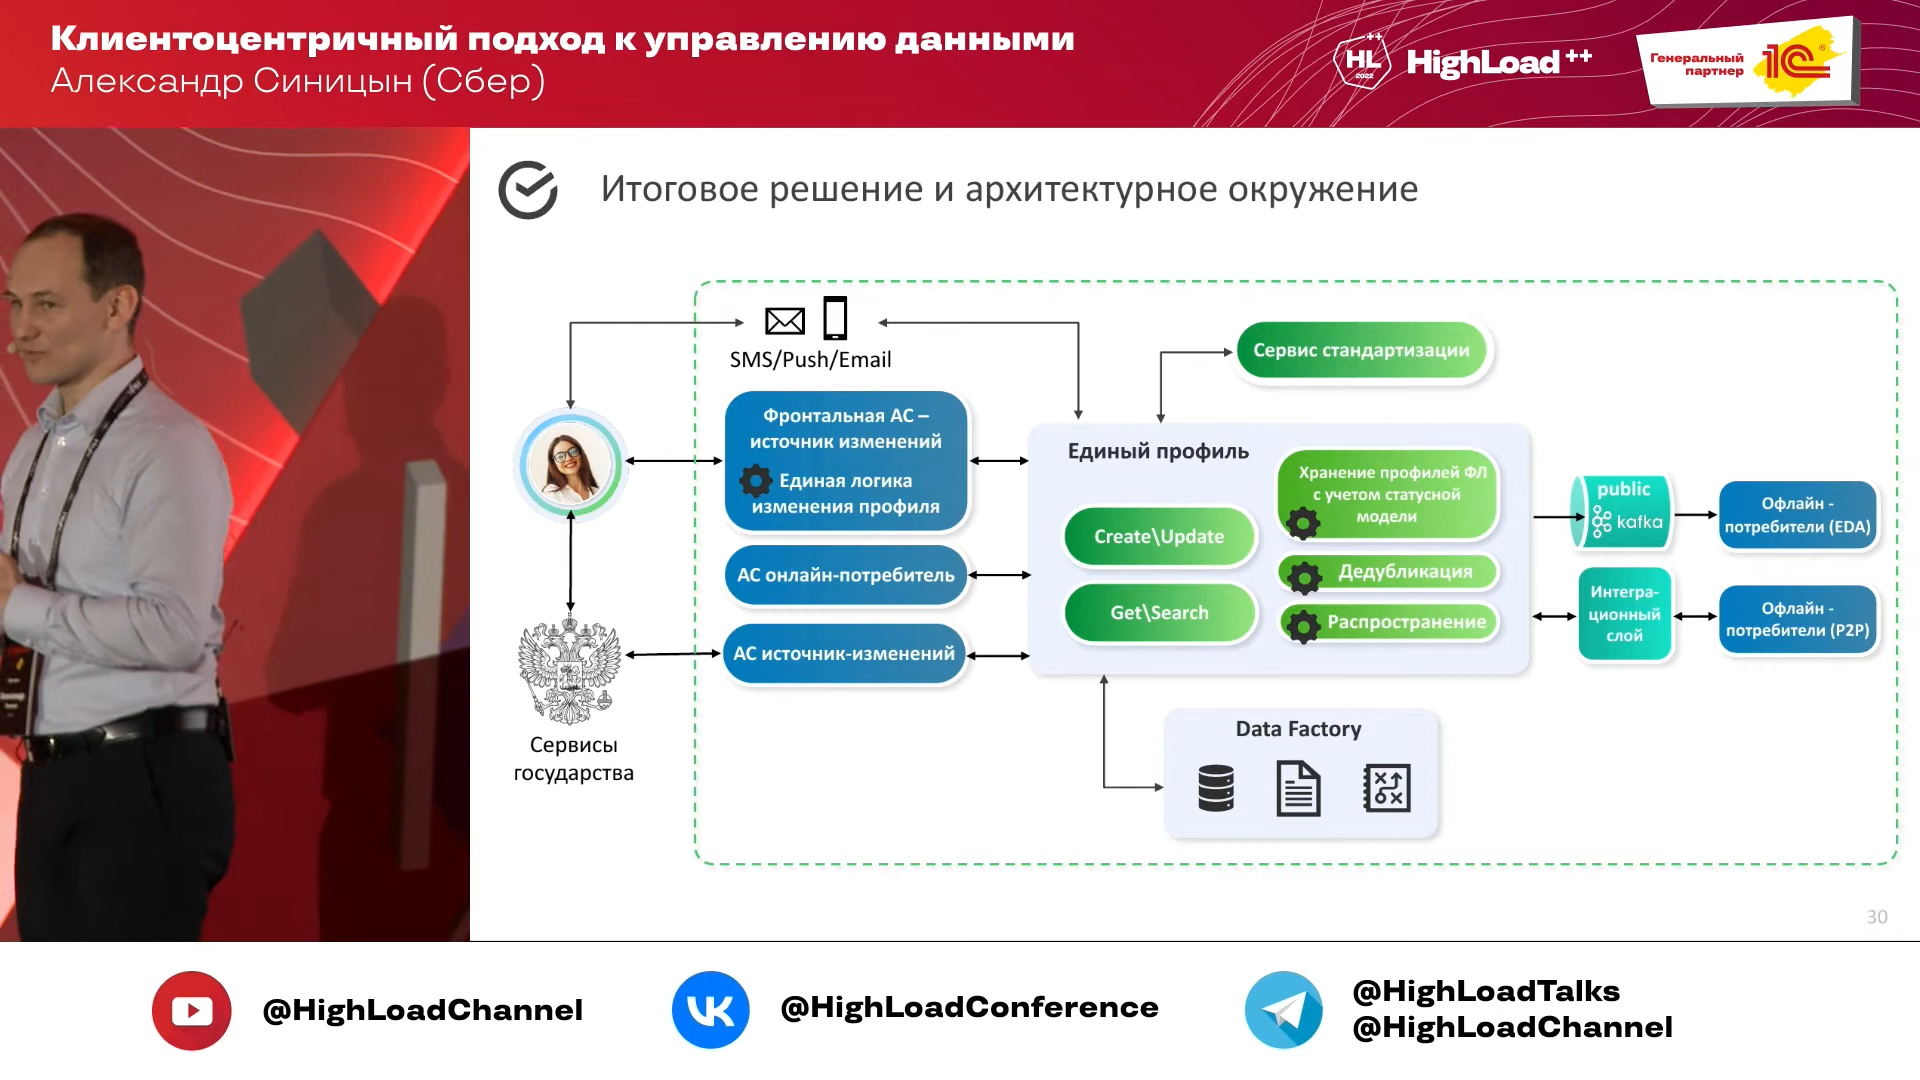 Клиентоцентричный подход к управлению данными
Александр Синицын (Сбер)
HL++
2022
HighLoad++
Генеральный
партнер
1С®
Итоговое решение и архитектурное окружение
SMS/Push/Email
Сервис стандартизации
Фронтальная АС –
источник изменений
Единая логика
изменения профиля
АС онлайн-потребитель
АС источник-изменений
Сервисы
государства
Единый профиль
Create\Update
Get\Search
Хранение профилей ФЛ
с учетом статусной
модели
Дедубликация
Распространение
public
kafka
Офлайн -
потребители (EDA)
Интегра-
ционный
слой
Офлайн -
потребители (P2P)
Data Factory
30
@HighLoadChannel
@HighLoadConference
@HighLoadTalks
@HighLoadChannel